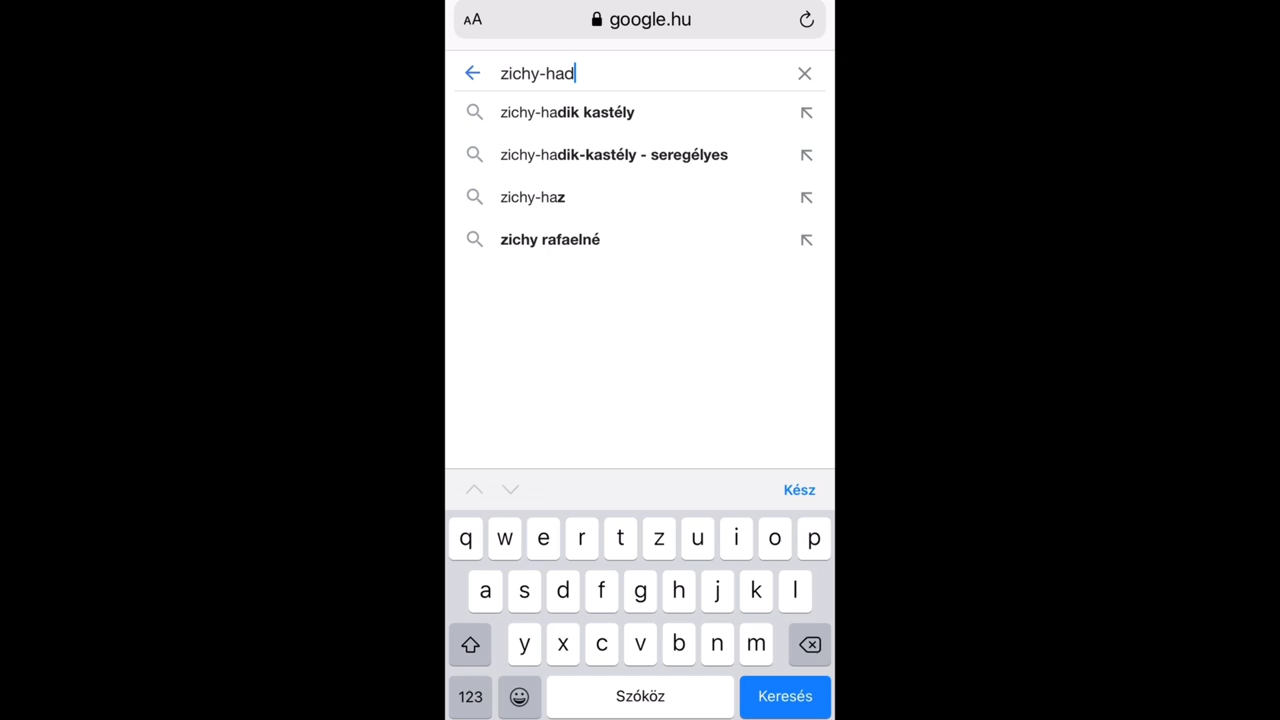 AA google.hu
zichy-had
zichy-hadik kastély
zichy-hadik-kastély - seregélyes
zichy-haz
zichy rafaelné
Kész
q w e r t z u i o p
a s d f g h j k l
y x c v b n m
123 Szóköz Keresés